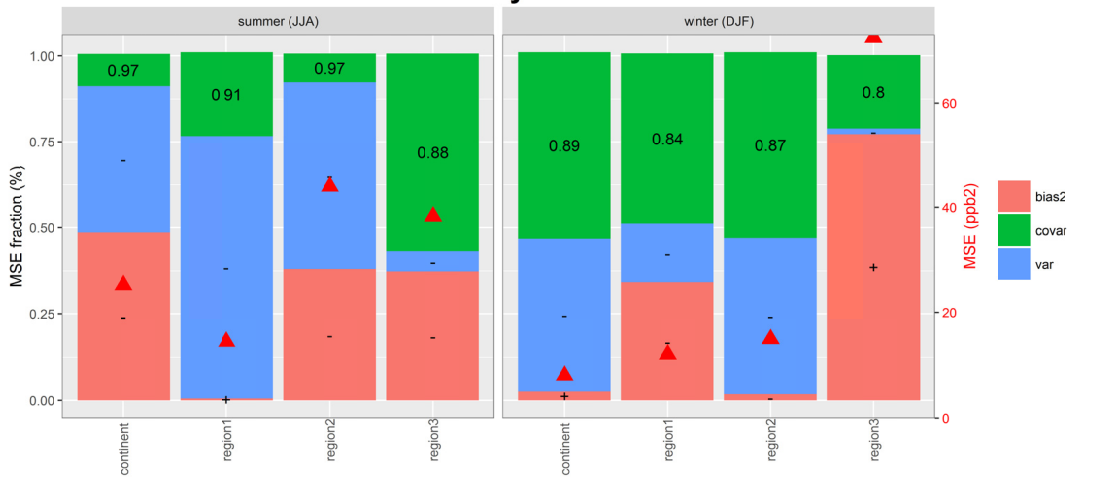 summer (JJA)
wnter (DJF)
MSE fraction (%)
1.00
0.75
0.50
0.25
0.00
0.97
0 91
0.97
0.88
0.89
0.84
0.87
0.8
continent
region1
region2
region3
continent
region1
region2
region3
60
40
20
0
MSE (ppb2)
bias2
covar
var